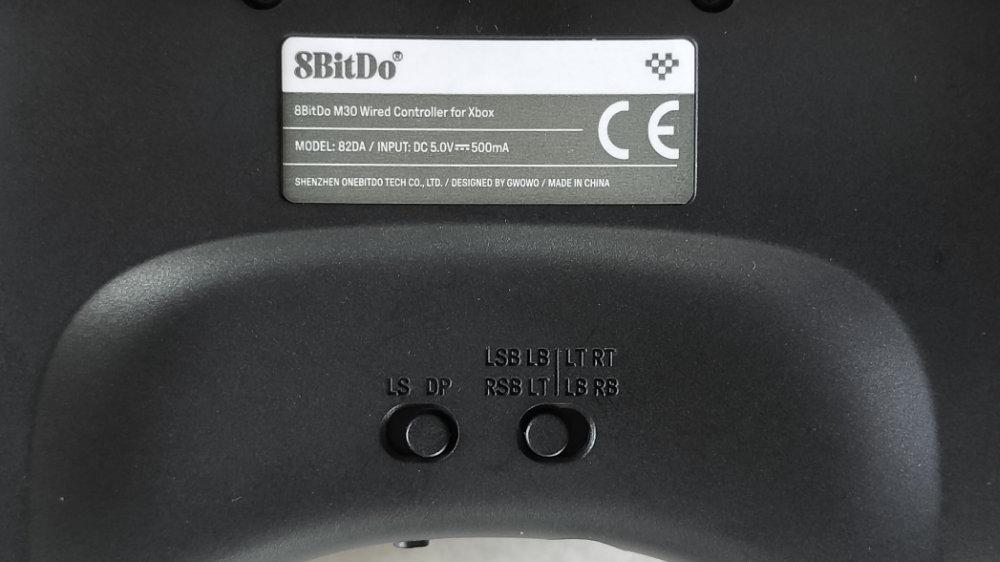 8BitDo®
8BitDo M30 Wired Controller for Xbox
MODEL: 82DA / INPUT: DC 5.0V⎓500mA
SHENZHEN ONEBITDO TECH CO., LTD. / DESIGNED BY GWOWO / MADE IN CHINA
CE
LS DP
LSB LB | LT RT
RSB LT | LB RB